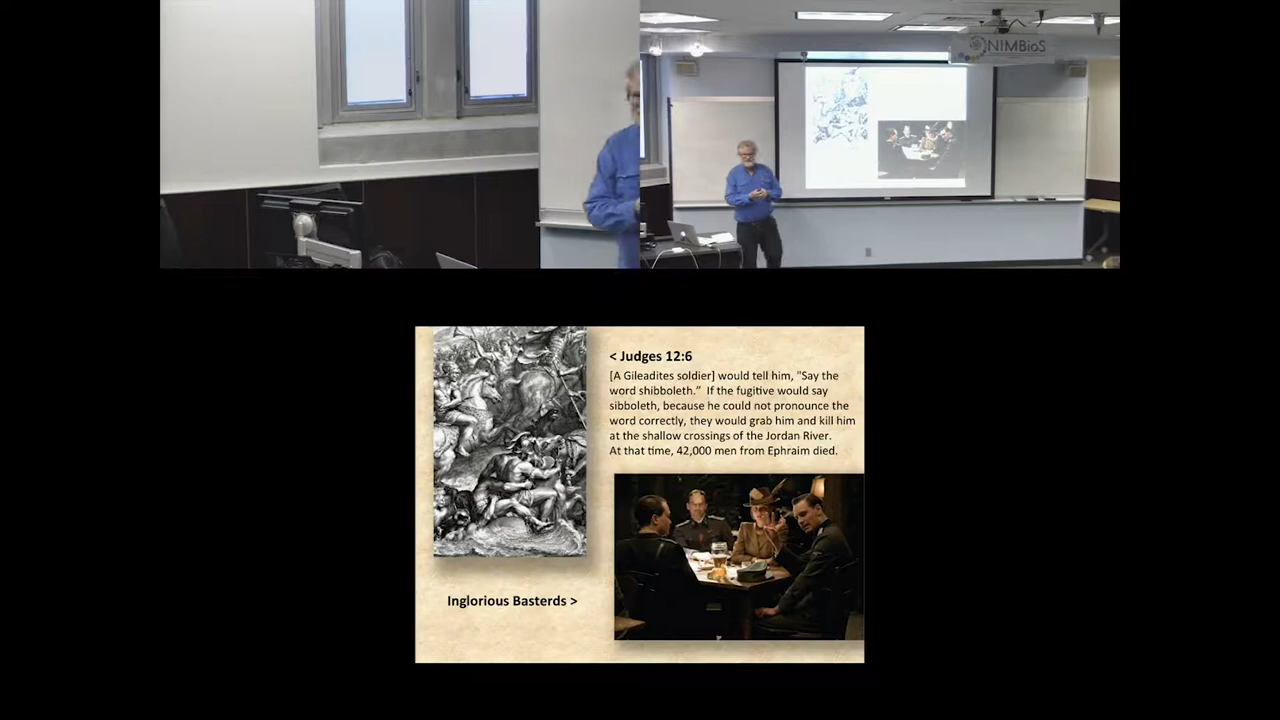 NIMBioS
< Judges 12:6
[A Gileadites soldier] would tell him, "Say the
word shibboleth." If the fugitive would say
sibboleth, because he could not pronounce the
word correctly, they would grab him and kill him
at the shallow crossings of the Jordan River.
At that time, 42,000 men from Ephraim died.
Inglorious Basterds >